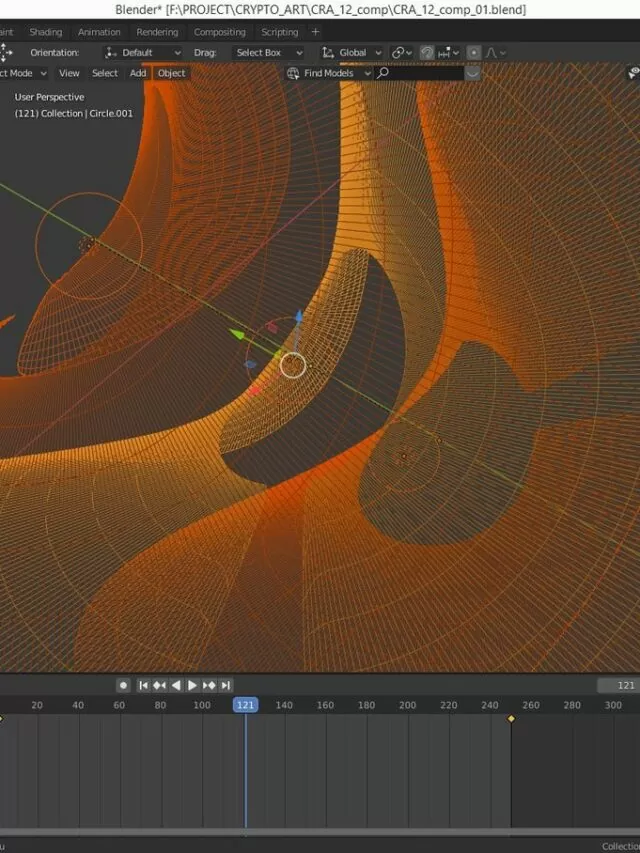 Blender* [F:\PROJECT\CRYPTO_ART\CRA_12_comp\CRA_12_comp_01.blend]
aint Shading Animation Rendering Compositing Scripting +
Orientation: Default Drag: Select Box Global
ct Mode View Select Add Object Find Models
User Perspective
(121) Collection | Circle.001
121
20 40 60 80 100 121 140 160 180 200 220 240 260 280 300
u Collection